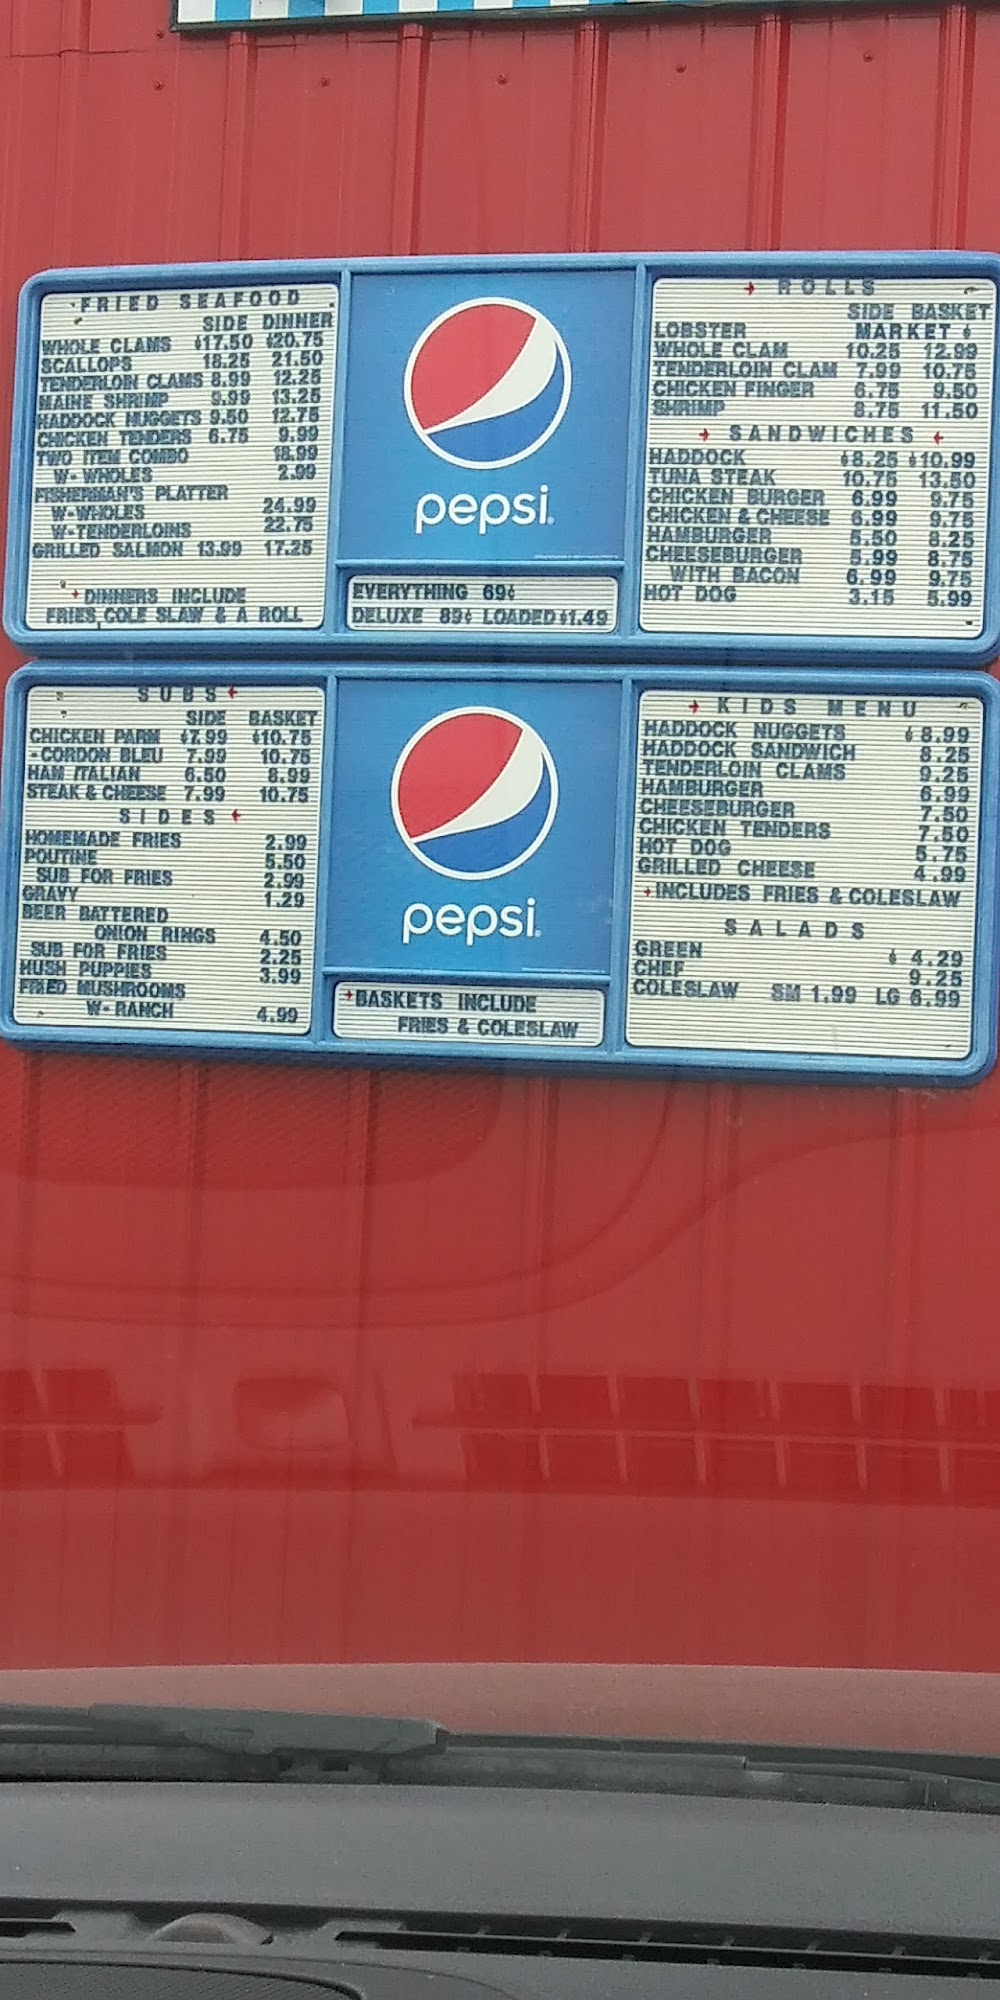 FRIED SEAFOOD
SIDE DINNER
WHOLE CLAMS $17.50 $20.75
SCALLOPS 18.25 21.50
TENDERLOIN CLAMS 8.99 12.25
MAINE SHRIMP 9.99 13.25
HADDOCK NUGGETS 9.50 12.75
CHICKEN TENDERS 6.75 9.99
TWO ITEM COMBO 18.99
W-WHOLES 2.99
FISHERMAN'S PLATTER
W-WHOLES 24.99
W-TENDERLOINS 22.75
GRILLED SALMON 13.99 17.25
DINNERS INCLUDE
FRIES, COLE SLAW & A ROLL
pepsi
EVERYTHING 69¢
DELUXE 89¢ LOADED $1.49
ROLLS
SIDE BASKET
LOBSTER MARKET $
WHOLE CLAM 10.25 12.99
TENDERLOIN CLAM 7.99 10.75
CHICKEN FINGER 6.75 9.50
SHRIMP 8.75 11.50
SANDWICHES
HADDOCK $8.25 $10.99
TUNA STEAK 10.75 13.50
CHICKEN BURGER 6.99 9.75
CHICKEN & CHEESE 6.99 9.75
HAMBURGER 5.50 8.25
CHEESEBURGER 5.99 8.75
WITH BACON 6.99 9.75
HOT DOG 3.15 5.99
SUBS
SIDE BASKET
CHICKEN PARM $7.99 $10.75
-CORDON BLEU 7.99 10.75
HAM ITALIAN 6.50 8.99
STEAK & CHEESE 7.99 10.75
SIDES
HOMEMADE FRIES 2.99
POUTINE 5.50
SUB FOR FRIES 2.99
GRAVY 1.29
BEER BATTERED
ONION RINGS 4.50
SUB FOR FRIES 2.25
HUSH PUPPIES 3.99
FRIED MUSHROOMS
W-RANCH 4.99
pepsi
BASKETS INCLUDE
FRIES & COLESLAW
KIDS MENU
HADDOCK NUGGETS $8.99
HADDOCK SANDWICH 8.25
TENDERLOIN CLAMS 9.25
HAMBURGER 6.99
CHEESEBURGER 7.50
CHICKEN TENDERS 7.50
HOT DOG 5.75
GRILLED CHEESE 4.99
INCLUDES FRIES & COLESLAW
SALADS
GREEN $4.29
CHEF 9.25
COLESLAW SM 1.99 LG 6.99